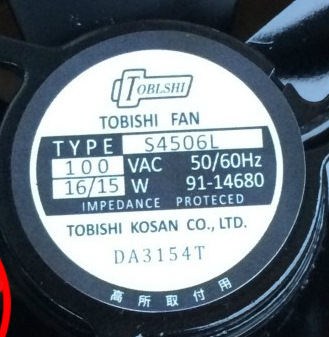 TOBLSHI
TOBISHI FAN
TYPE S4506L
100 VAC 50/60Hz
16/15 W 91-14680
IMPEDANCE PROTECED
TOBISHI KOSAN CO., LTD.
DA3154T
高所取付用